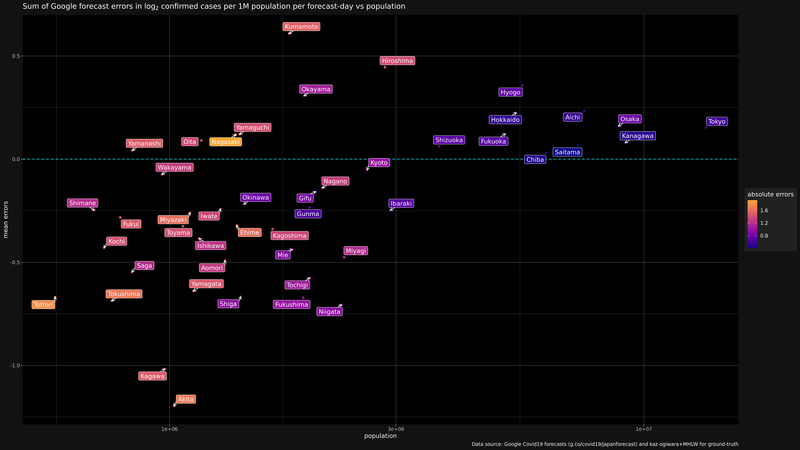 Sum of Google forecast errors in log₂ confirmed cases per 1M population per forecast-day vs population
mean errors
0.5
0.0
-0.5
-1.0
Kumamoto
Hiroshima
Okayama
Hyogo
Hokkaido
Aichi
Osaka
Tokyo
Yamaguchi
Kanagawa
Yamanashi
Oita
Nagasaki
Shizuoka
Fukuoka
Saitama
Chiba
Kyoto
Wakayama
Nagano
Shimane
Okinawa
Gifu
Ibaraki
Gunma
Fukui
Miyazaki
Iwate
Toyama
Ehime
Kagoshima
Kochi
Ishikawa
Miyagi
Mie
Saga
Aomori
Tokushima
Yamagata
Tochigi
Tottori
Shiga
Fukushima
Niigata
Kagawa
Akita
absolute errors
1.6
1.2
0.8
1e+06
3e+06
1e+07
population
Data source: Google Covid19 forecasts (g.co/covid19/japanforecast) and kaz-ogiwara+MHLW for ground-truth